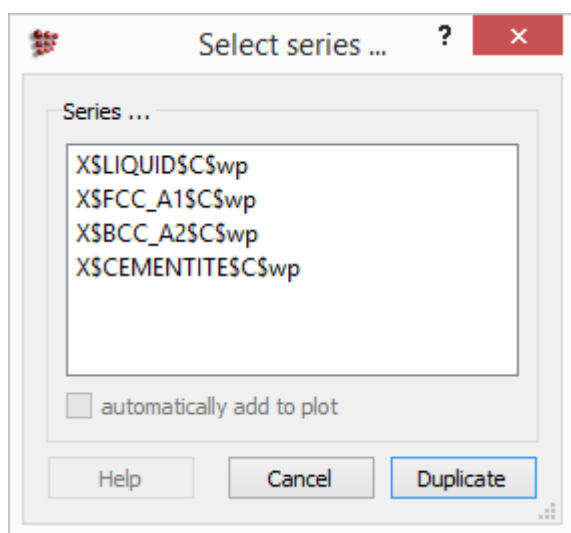 Select series ...
?
×
Series ...
X$LIQUID$C$wp
X$FCC_A1$C$wp
X$BCC_A2$C$wp
X$CEMENTITE$C$wp
automatically add to plot
Help
Cancel
Duplicate